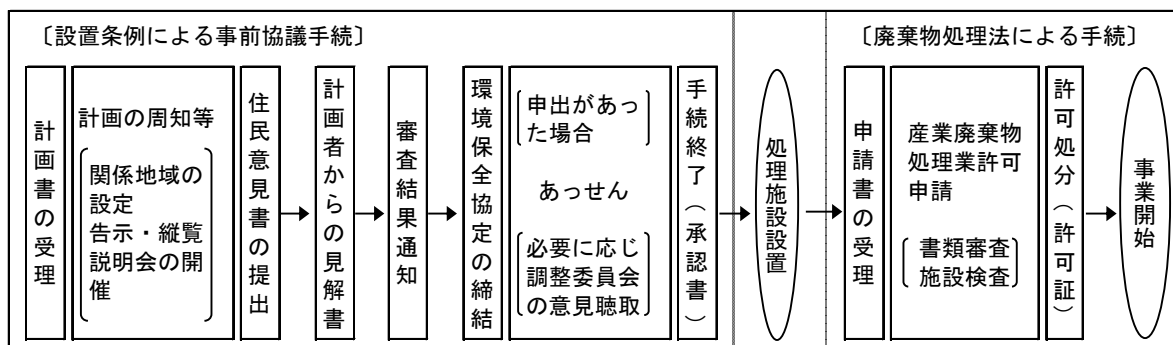 〔設置条例による事前協議手続〕
計画書の受理
計画の周知等
関係地域の
設定
告示・縦覧
説明会の開
催
住民意見書の提出
計画者からの見解書
審査結果通知
環境保全協定の締結
申出があっ
た場合
あっせん
必要に応じ
調整委員会
の意見聴取
手続終了（承認書）
処理施設設置
〔廃棄物処理法による手続〕
申請書の受理
産業廃棄物
処理業許可
申請
書類審査
施設検査
許可処分（許可証）
事業開始